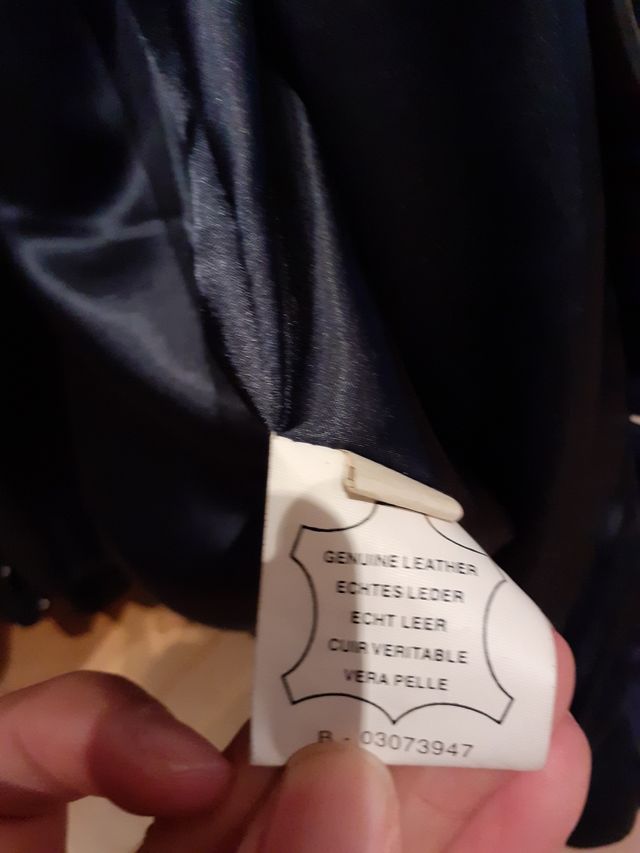 GENUINE LEATHER
ECHTES LEDER
ECHT LEER
CUIR VERITABLE
VERA PELLE
R - 03073947